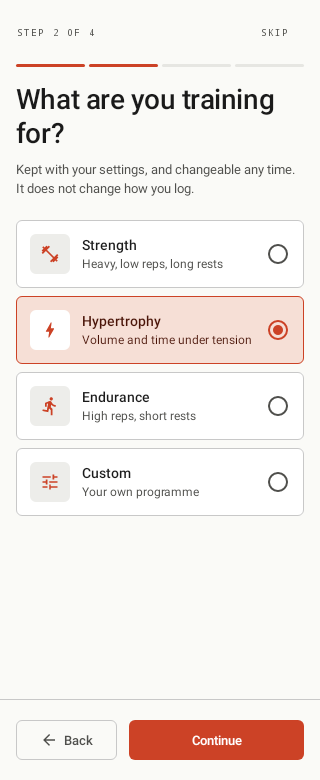 STEP 2 OF 4
SKIP
What are you training
for?
Kept with your settings, and changeable any time.
It does not change how you log.
Strength
Heavy, low reps, long rests
Hypertrophy
Volume and time under tension
Endurance
High reps, short rests
Custom
Your own programme
Back
Continue